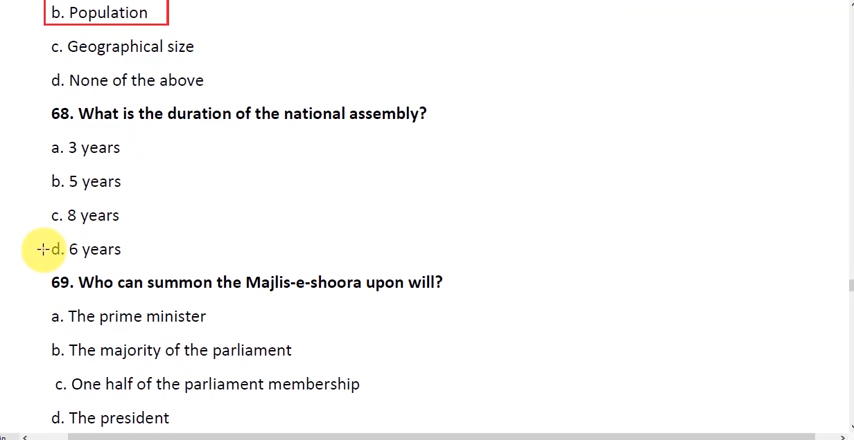 b. Population
c. Geographical size
d. None of the above
68. What is the duration of the national assembly?
a. 3 years
b. 5 years
c. 8 years
d. 6 years
69. Who can summon the Majlis-e-shoora upon will?
a. The prime minister
b. The majority of the parliament
c. One half of the parliament membership
d. The president